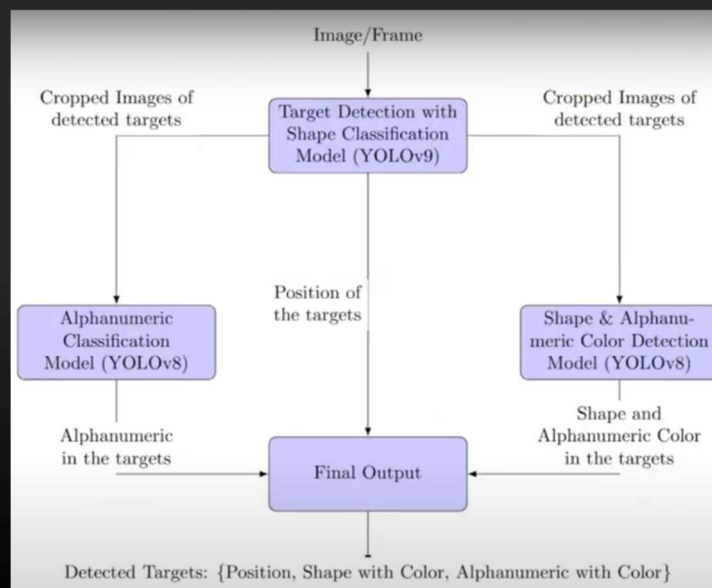 Image/Frame
Cropped Images of
detected targets
Target Detection with
Shape Classification
Model (YOLOv9)
Cropped Images of
detected targets
Position of
the targets
Alphanumeric
Classification
Model (YOLOv8)
Shape & Alphanu-
meric Color Detection
Model (YOLOv8)
Alphanumeric
in the targets
Shape and
Alphanumeric Color
in the targets
Final Output
Detected Targets: {Position, Shape with Color, Alphanumeric with Color}